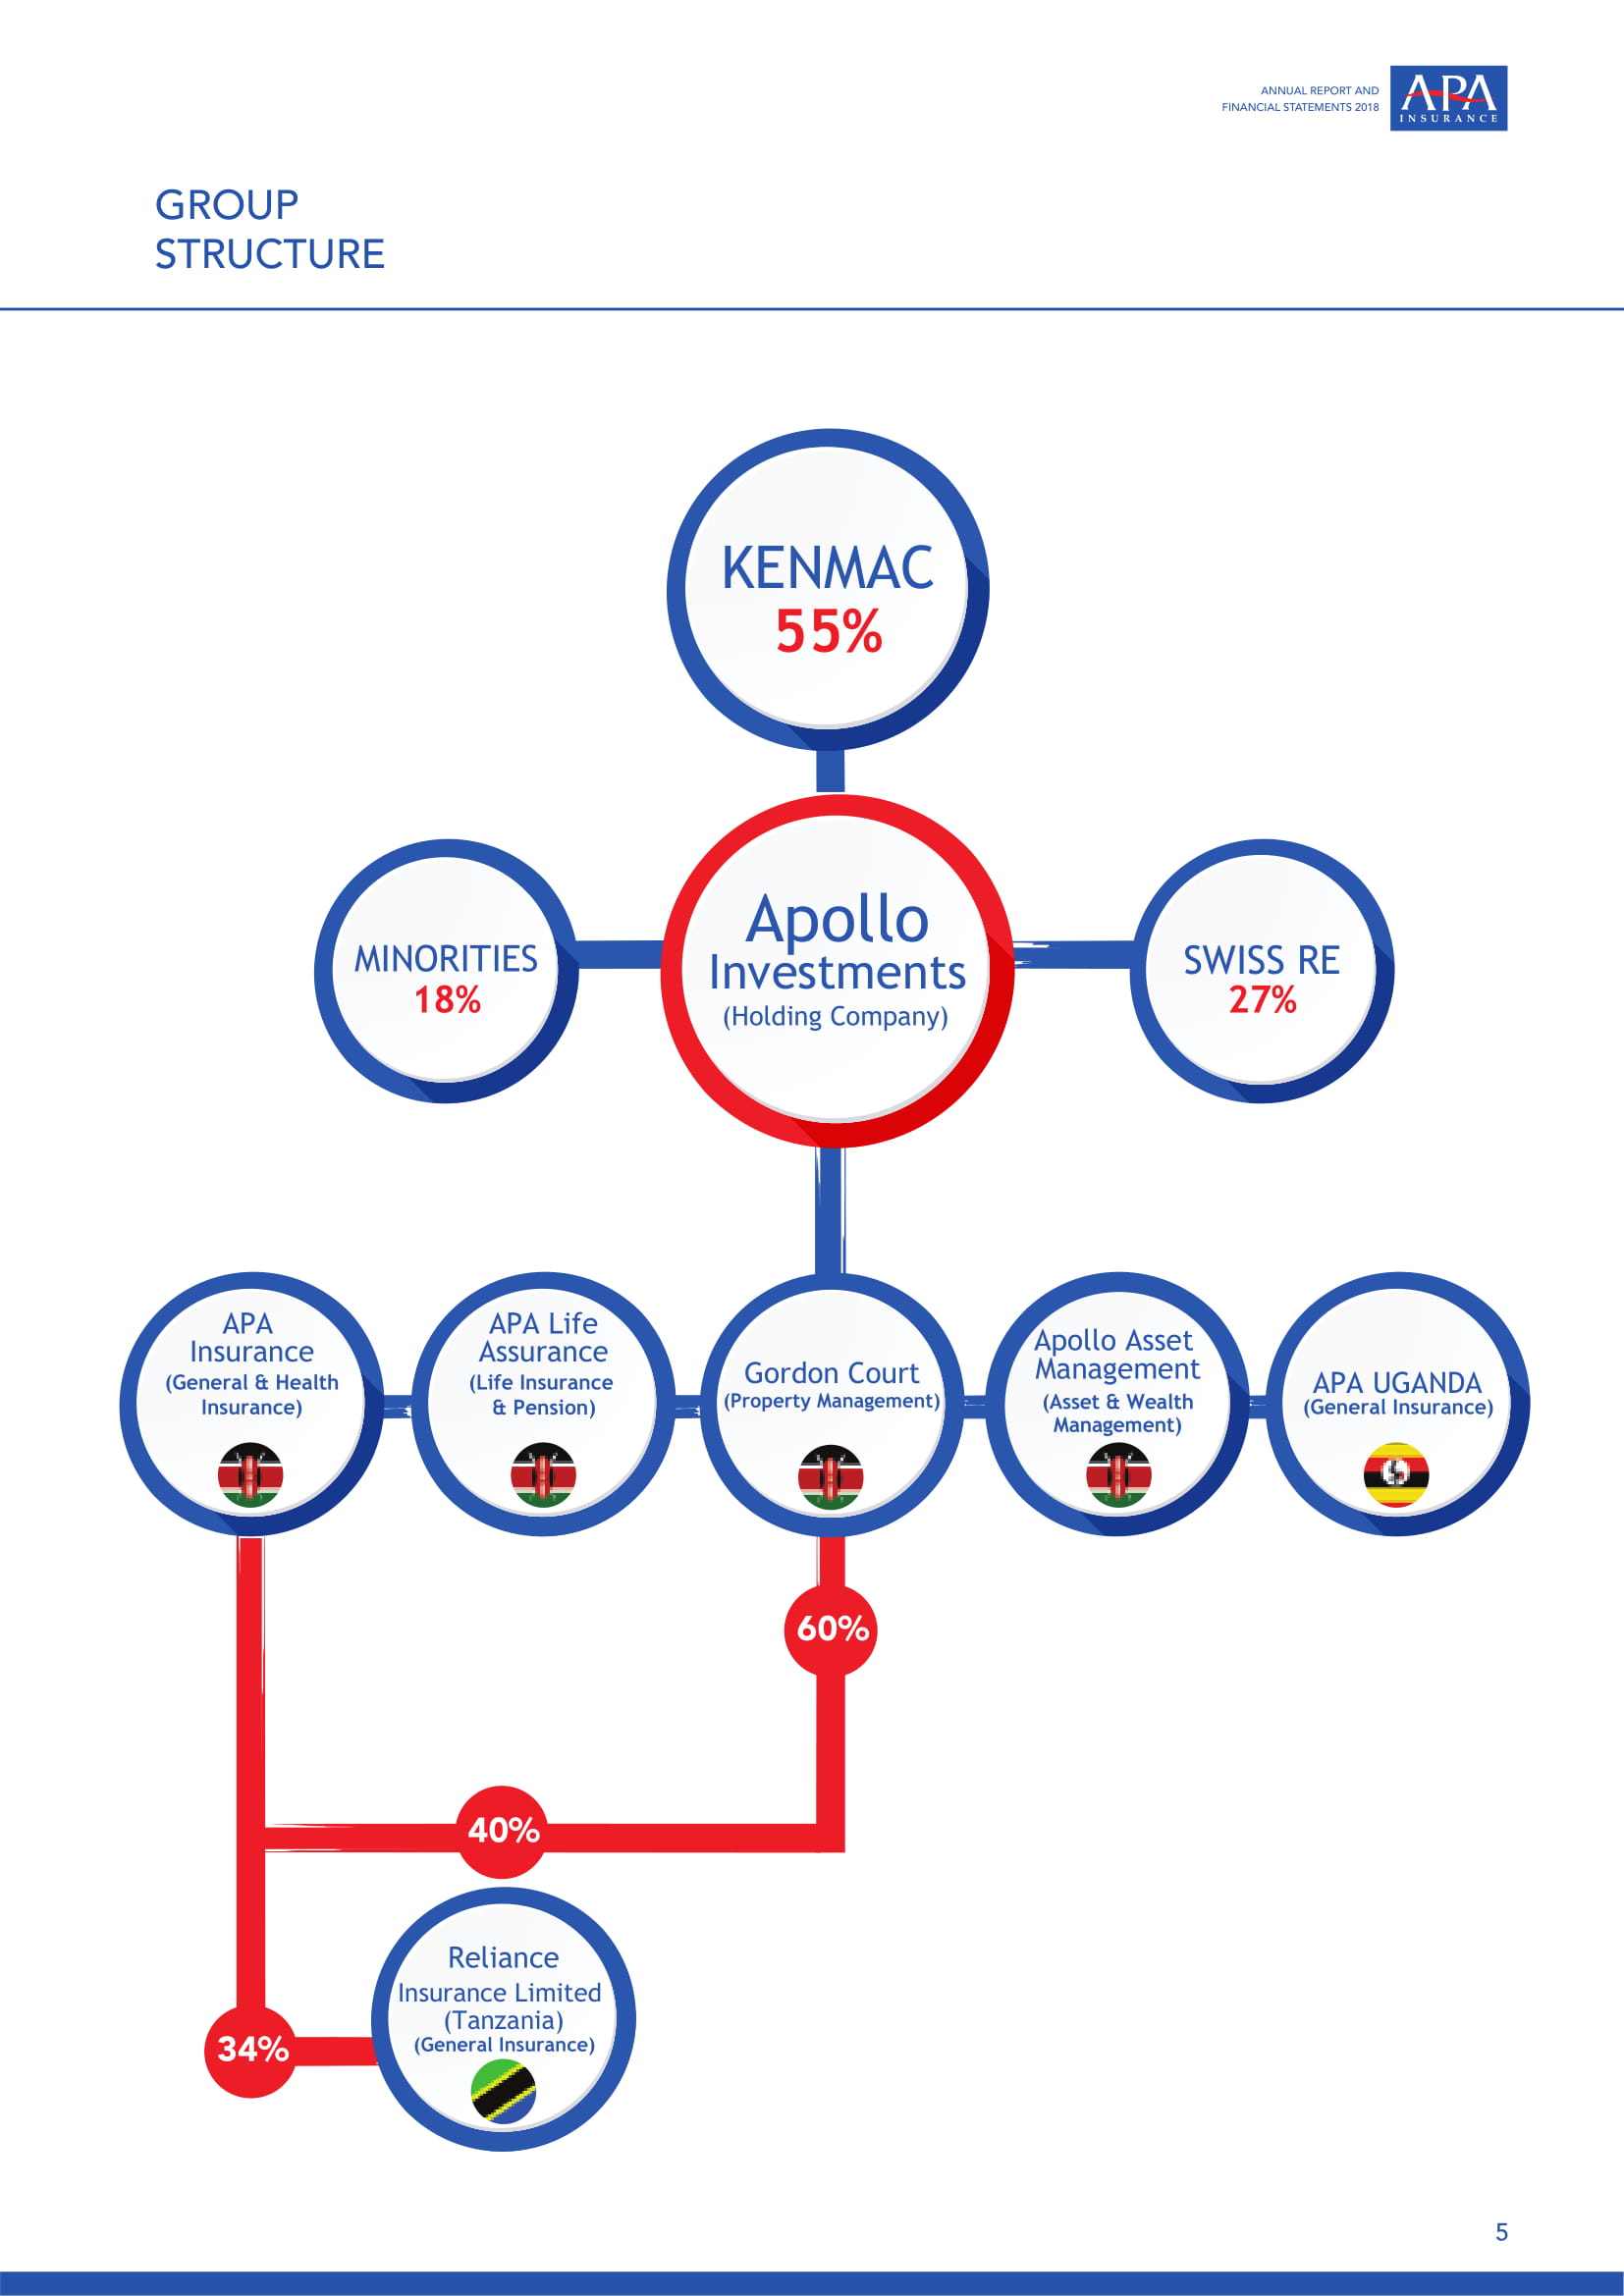 ANNUAL REPORT AND
FINANCIAL STATEMENTS 2018
APA
INSURANCE
GROUP
STRUCTURE
KENMAC
55%
MINORITIES
18%
Apollo
Investments
(Holding Company)
SWISS RE
27%
APA
Insurance
(General & Health
Insurance)
APA Life
Assurance
(Life Insurance
& Pension)
Gordon Court
(Property Management)
Apollo Asset
Management
(Asset & Wealth
Management)
APA UGANDA
(General Insurance)
60%
40%
Reliance
Insurance Limited
(Tanzania)
(General Insurance)
34%
5